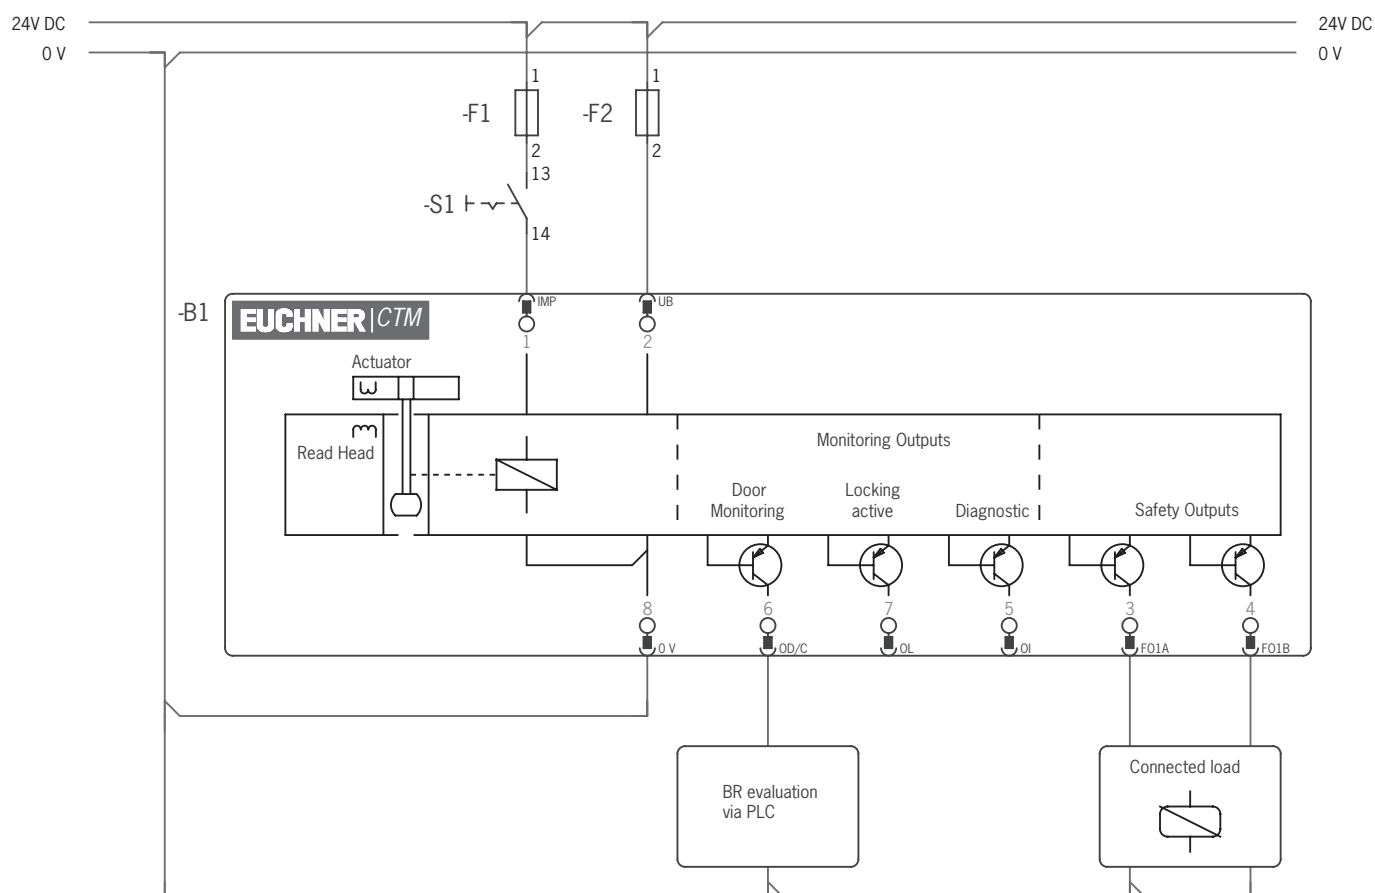 24V DC
24V DC
0 V
0 V
1
1
-F1
-F2
2
2
13
-S1
14
-B1
EUCHNER CTM
IMP
UB
1
2
Actuator
Read Head
Monitoring Outputs
Door
Monitoring
Locking
active
Diagnostic
Safety Outputs
8
6
7
5
3
4
0 V
OD/C
OL
OI
FO1A
FO1B
BR evaluation
via PLC
Connected load